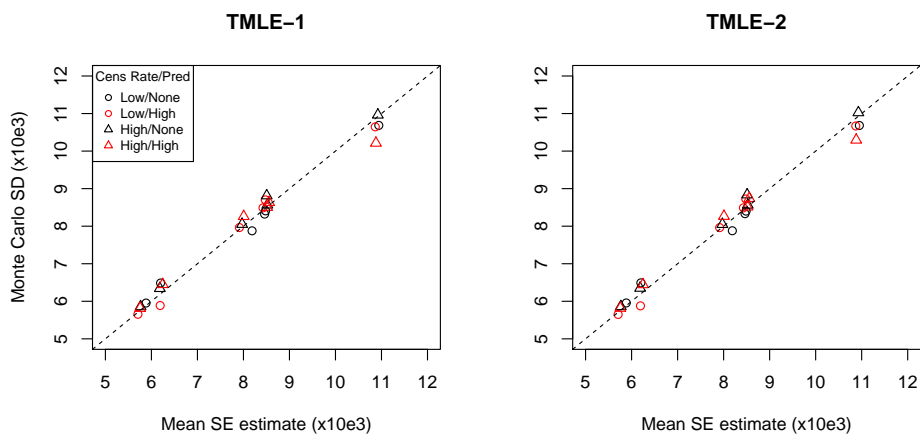 TMLE−1
TMLE−2
Monte Carlo SD (x10e3)
12
11
10
9
8
7
6
5
Cens Rate/Pred
Low/None
Low/High
High/None
High/High
5 6 7 8 9 10 11 12
Mean SE estimate (x10e3)
12
11
10
9
8
7
6
5
5 6 7 8 9 10 11 12
Mean SE estimate (x10e3)